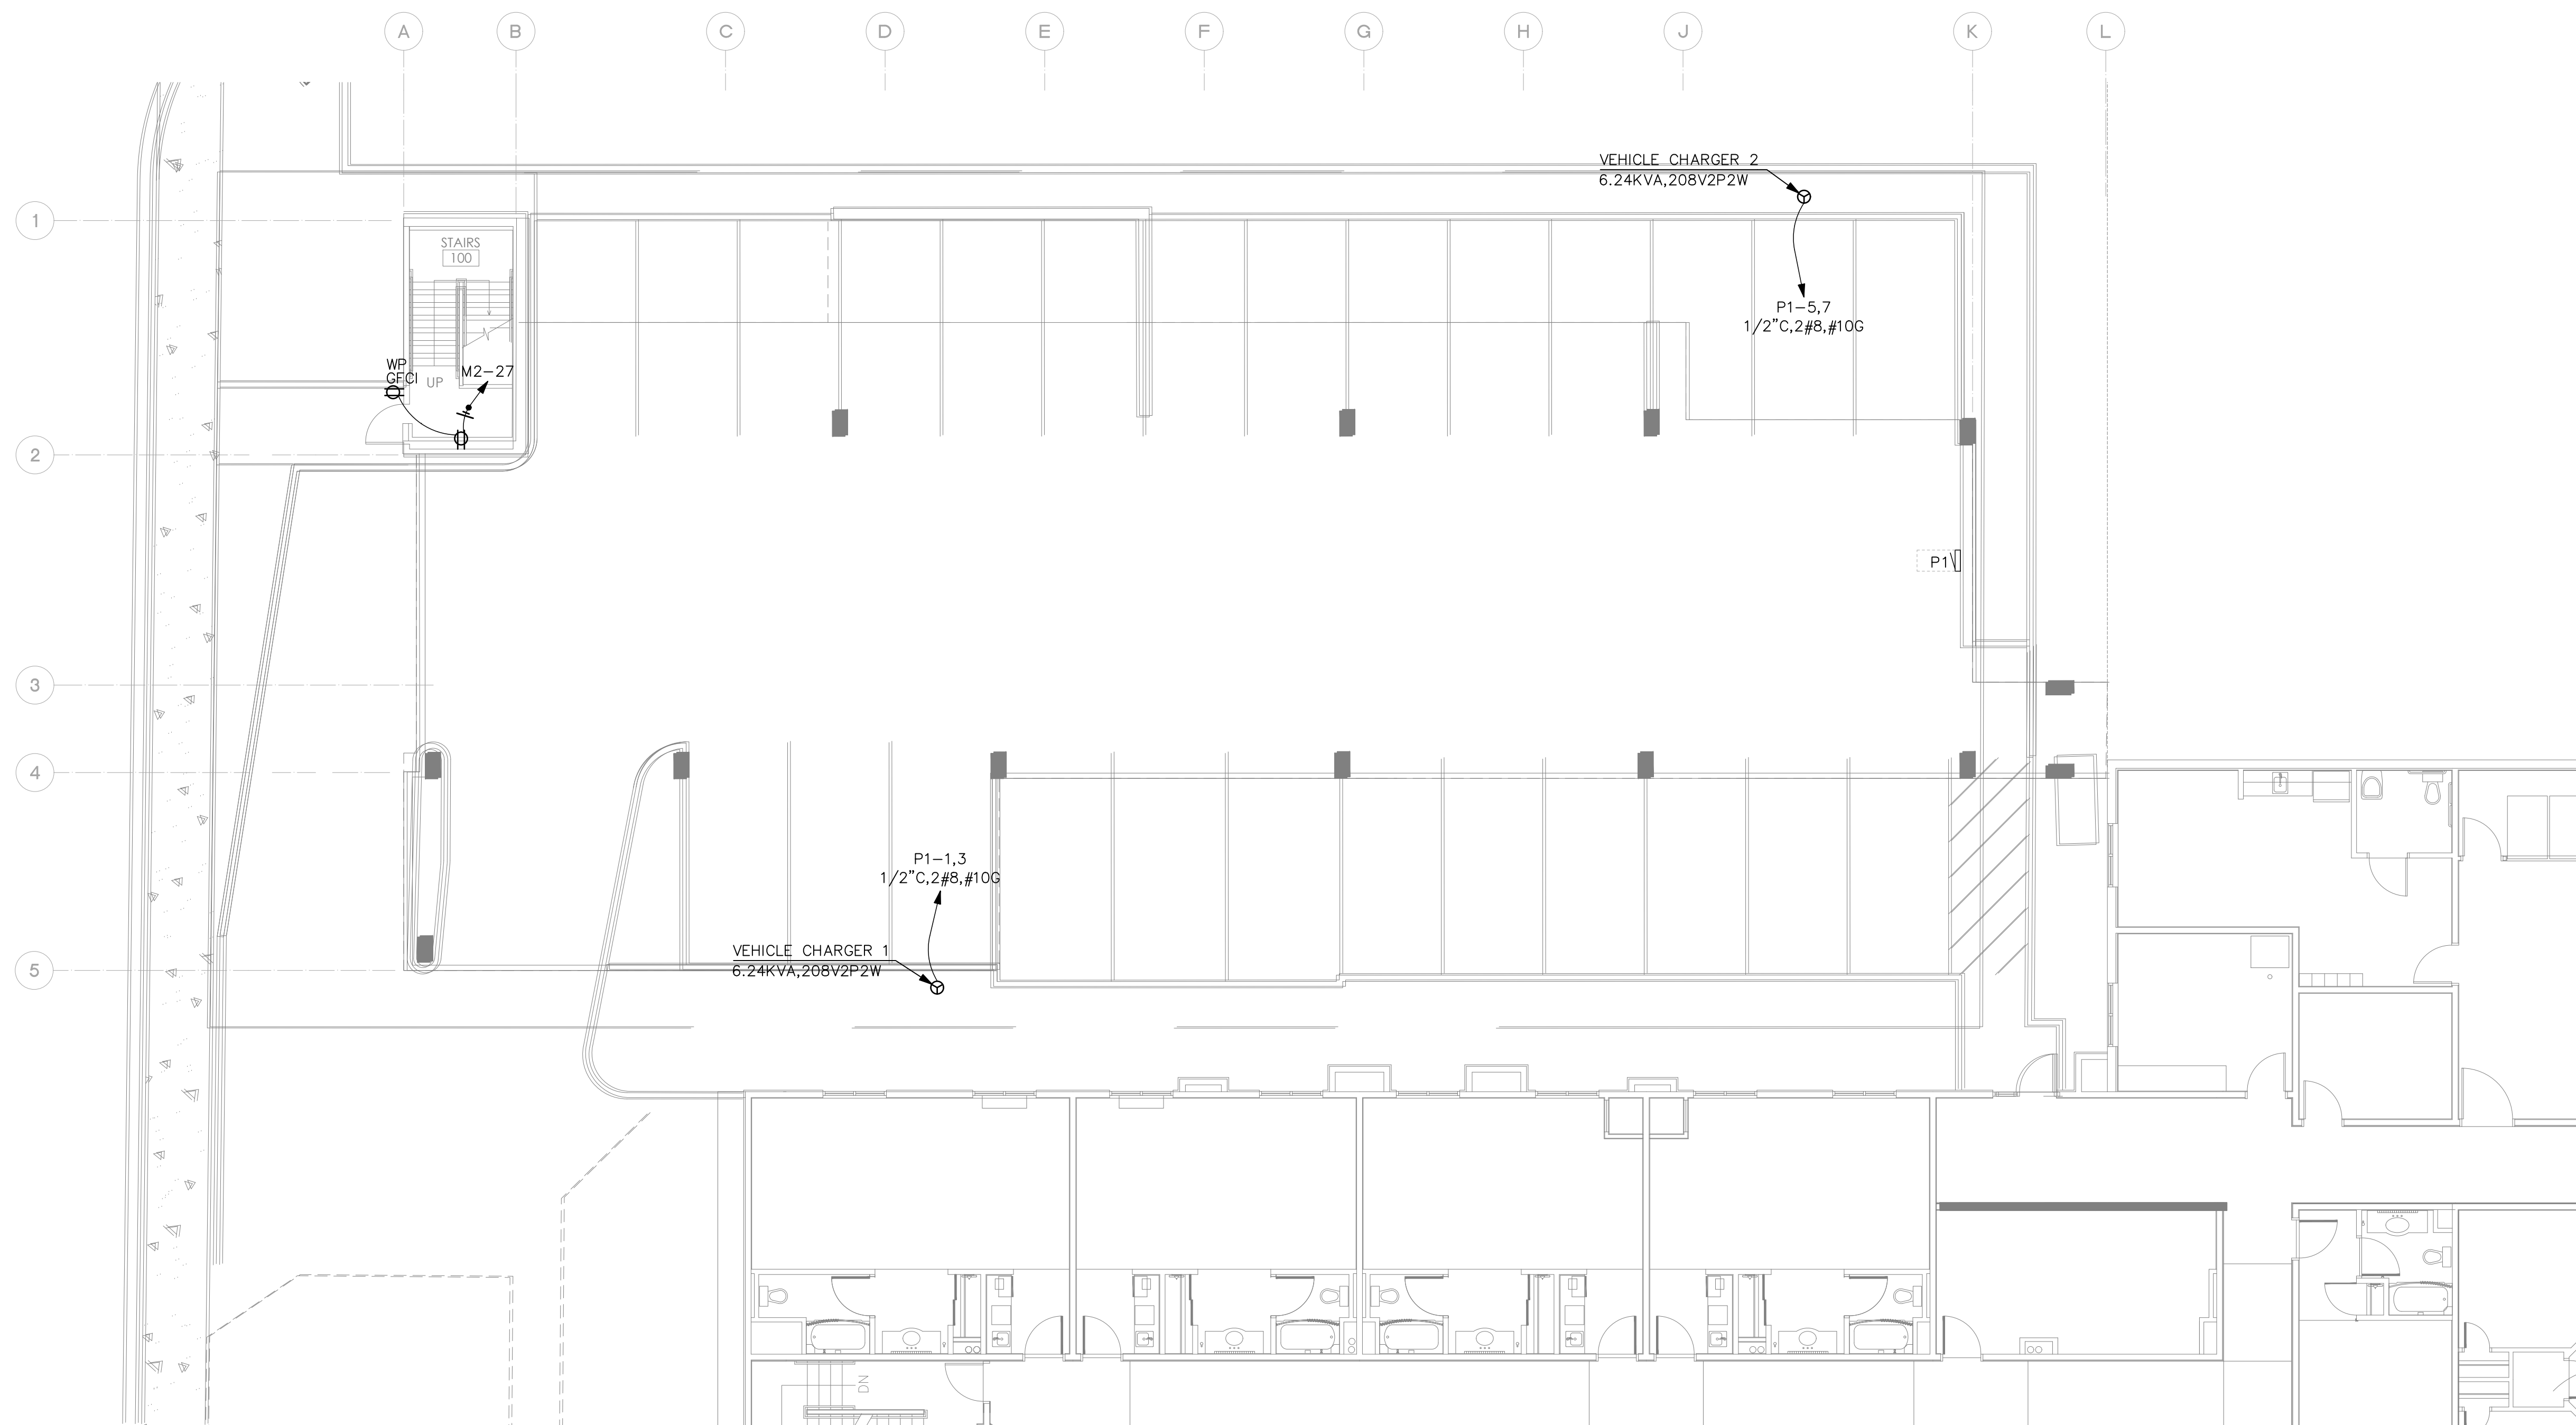 A B C D E F G H J K L
VEHICLE CHARGER 2
6.24KVA,208V2P2W
1
STAIRS
100
P1-5,7
1/2"C,2#8,#10G
WP
GFCI
UP
M2-27
2
P1
3
4
P1-1,3
1/2"C,2#8,#10G
VEHICLE CHARGER 1
6.24KVA,208V2P2W
5
DN